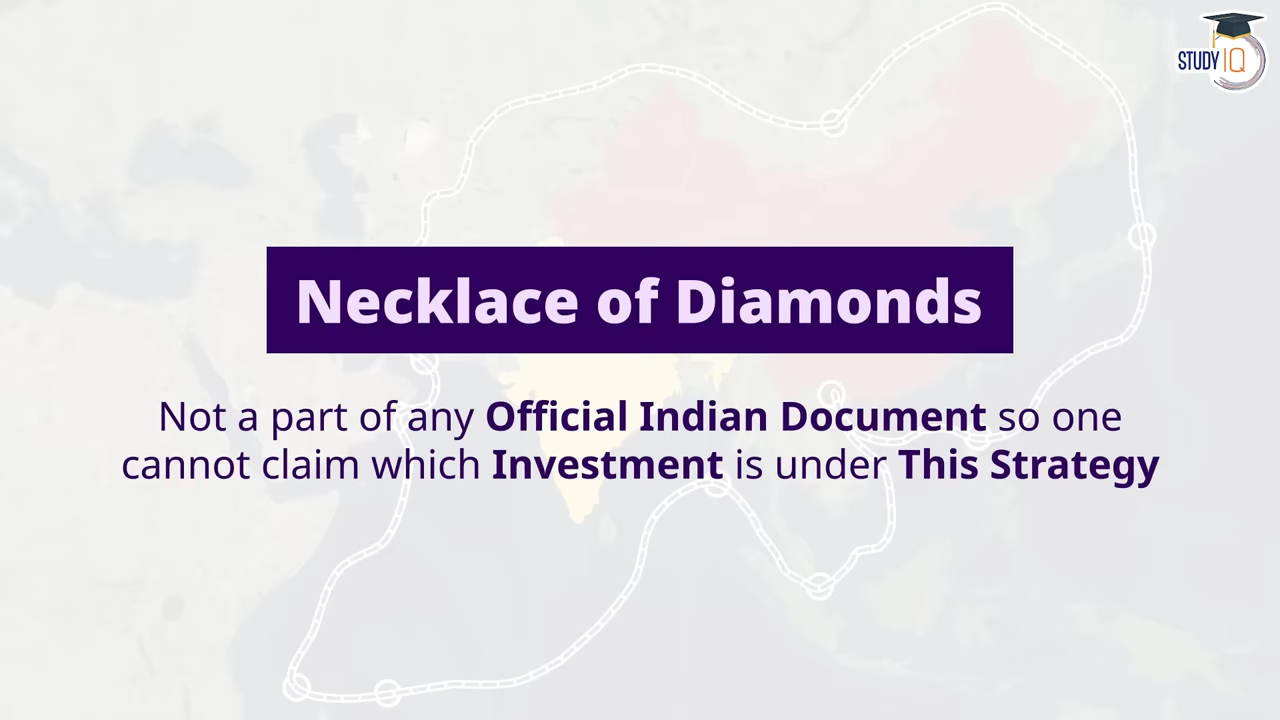 STUDY IQ
Necklace of Diamonds
Not a part of any Official Indian Document so one
cannot claim which Investment is under This Strategy